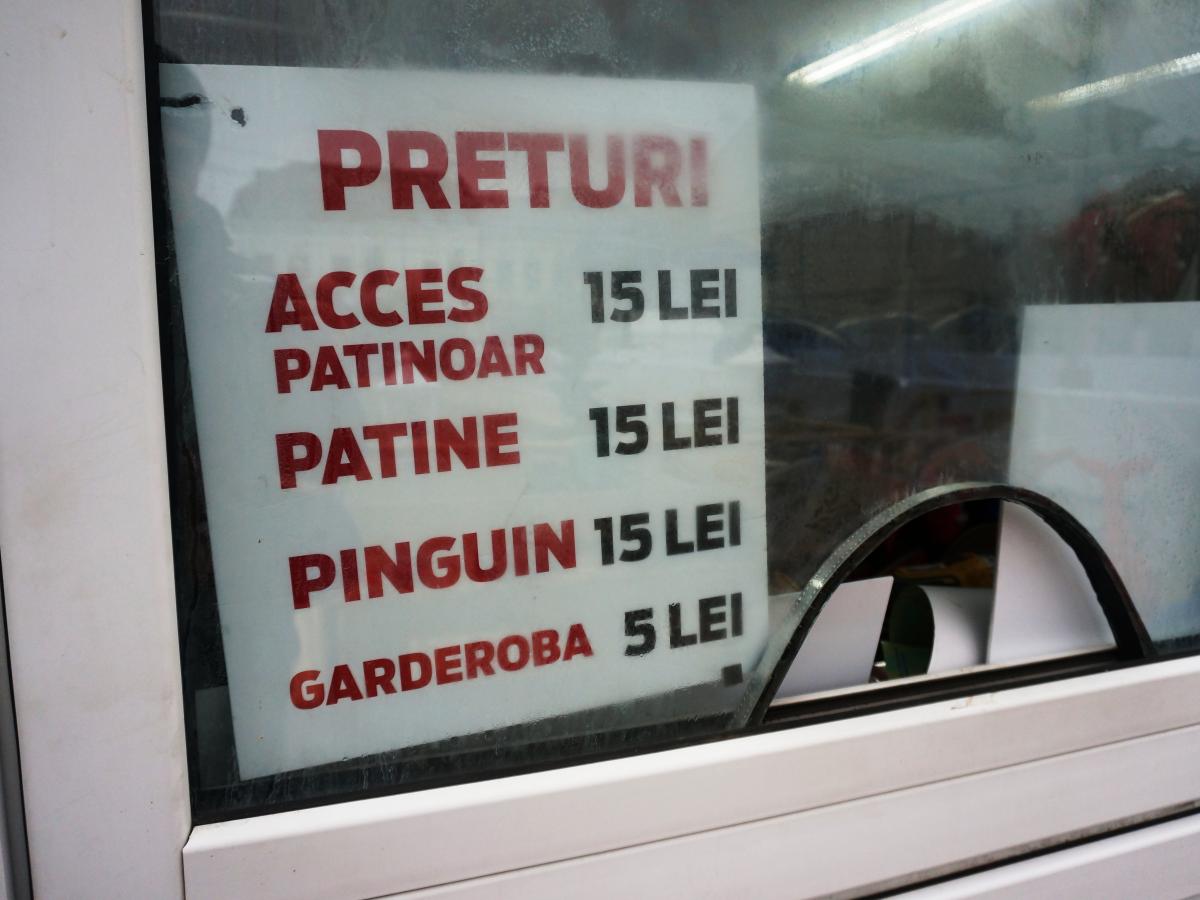 PRETURI
ACCES 15 LEI
PATINOAR
PATINE 15 LEI
PINGUIN 15 LEI
GARDEROBA 5 LEI